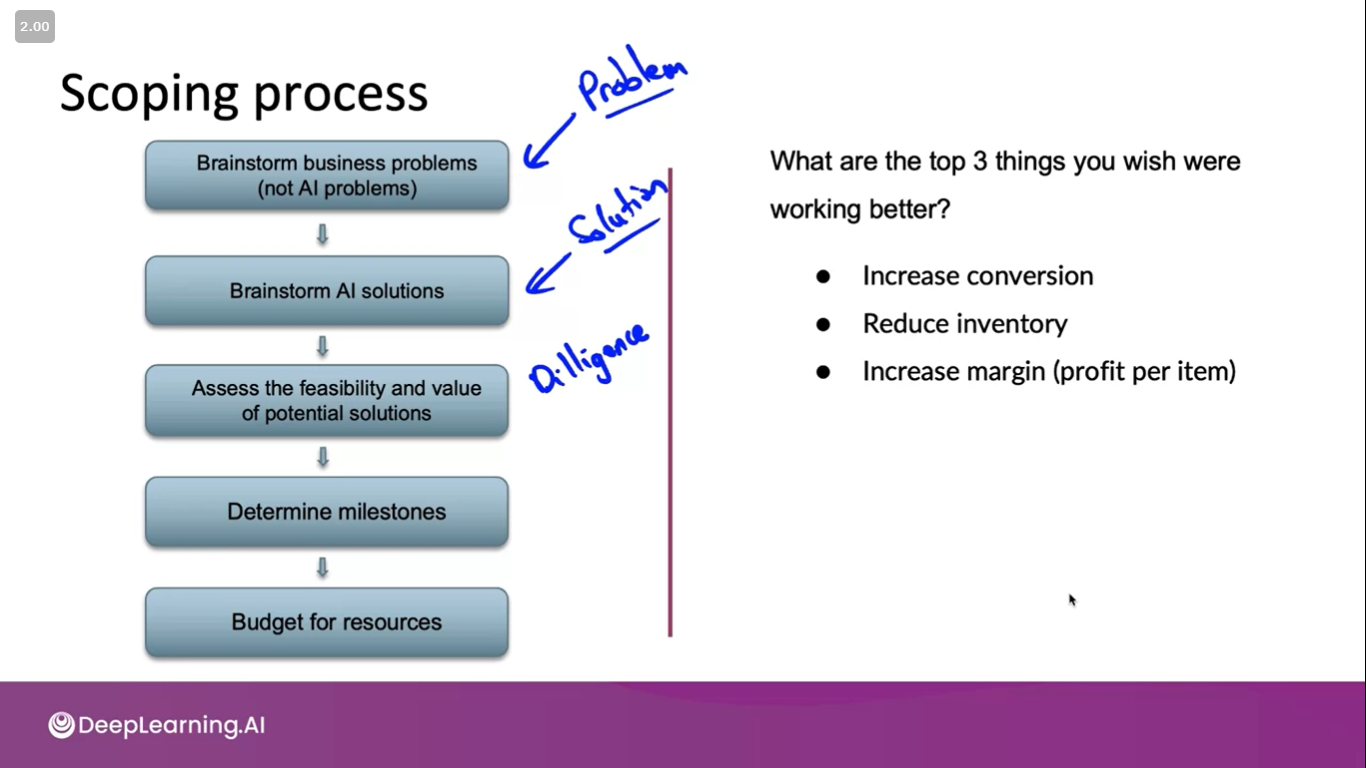 2.00
Scoping process
Problem
Brainstorm business problems
(not AI problems)
Solution
Brainstorm AI solutions
Dilligence
Assess the feasibility and value
of potential solutions
Determine milestones
Budget for resources
What are the top 3 things you wish were
working better?
● Increase conversion
● Reduce inventory
● Increase margin (profit per item)
DeepLearning.AI